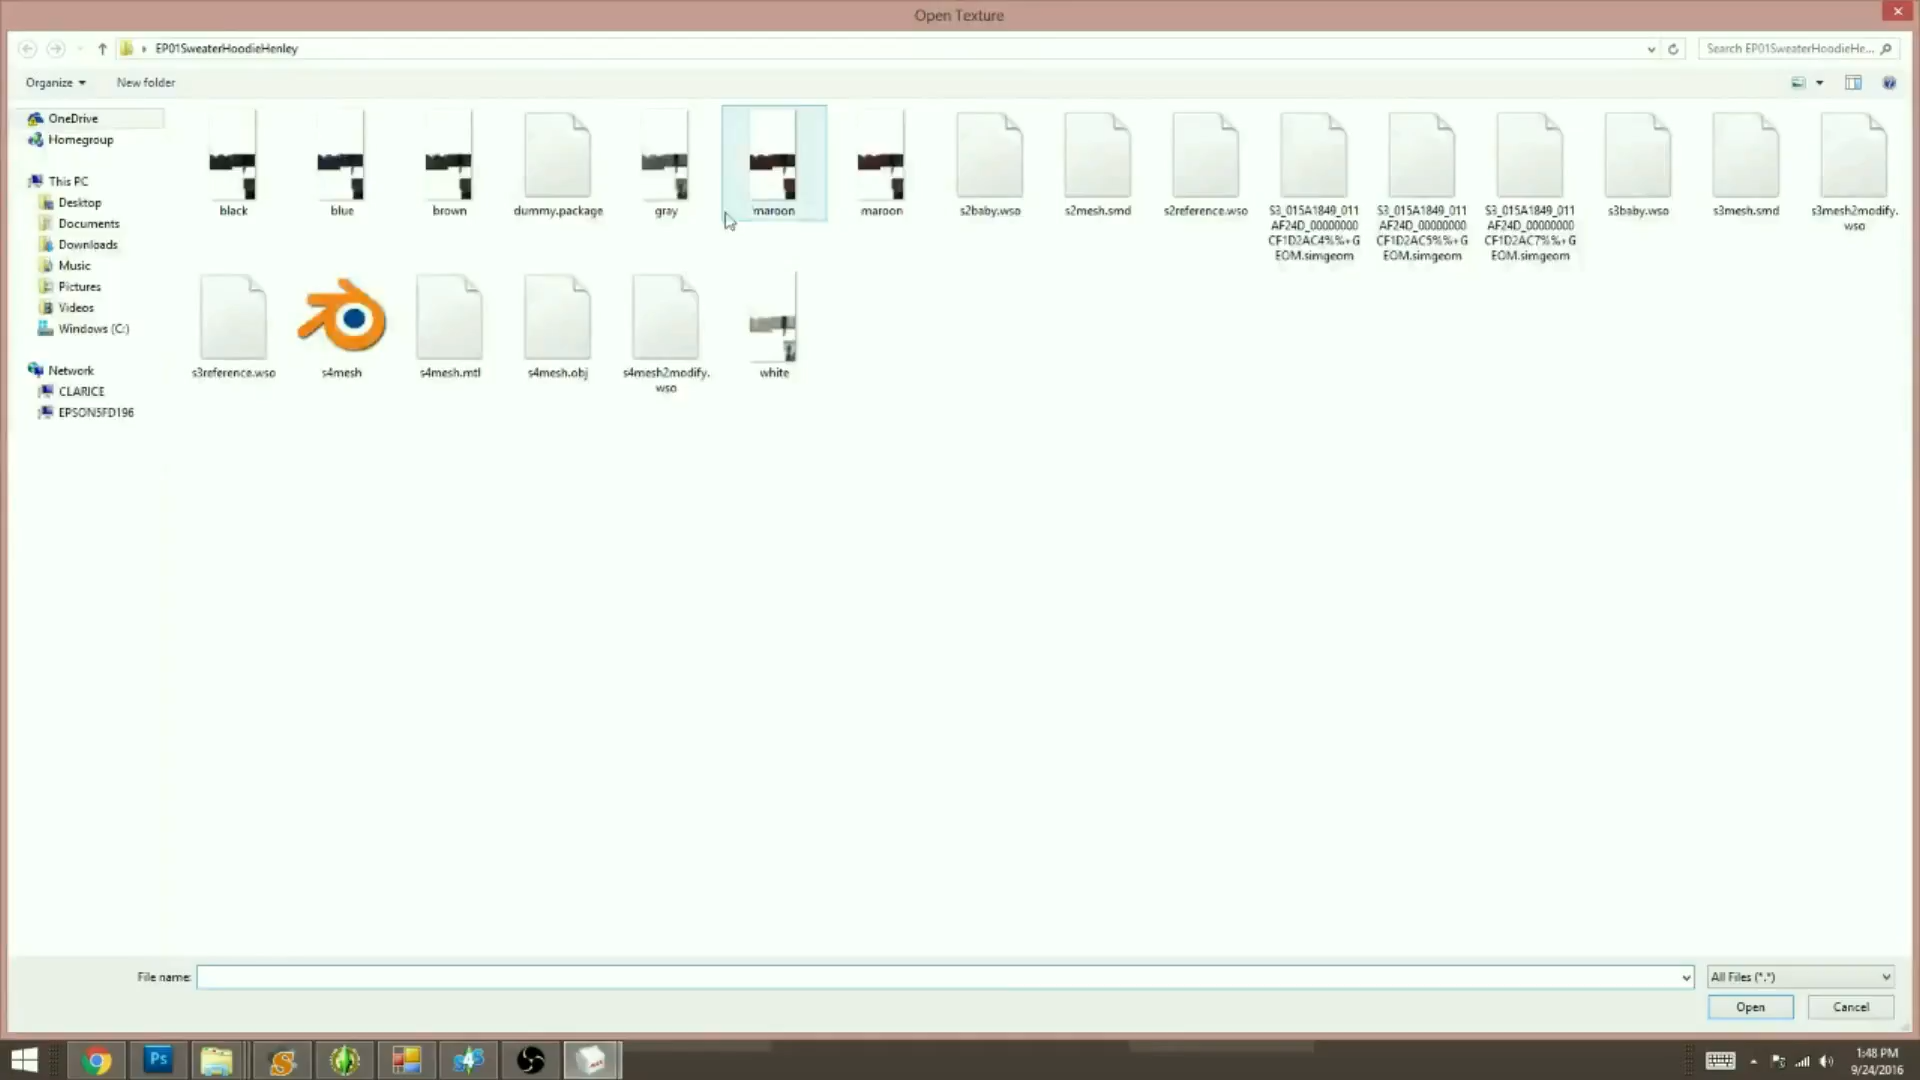 Open Texture
EP01SweaterHoodieHenley
Search EP01SweaterHoodieHe...
Organize
New folder
OneDrive
Homegroup
This PC
Desktop
Documents
Downloads
Music
Pictures
Videos
Windows (C:)
Network
CLARICE
EPSON5FD196
black
blue
brown
dummy.package
gray
maroon
maroon
s2baby.wso
s2mesh.smd
s2reference.wso
S3_015A1849_011
AF24D_00000000
CF1D2AC4%%+G
EOM.simgeom
S3_015A1849_011
AF24D_00000000
CF1D2AC5%%+G
EOM.simgeom
S3_015A1849_011
AF24D_00000000
CF1D2AC7%%+G
EOM.simgeom
s3baby.wso
s3mesh.smd
s3mesh2modify.
wso
s3reference.wso
s4mesh
s4mesh.mtl
s4mesh.obj
s4mesh2modify.
wso
white
File name:
All Files (*.*)
Open
Cancel
Ps
1:48 PM
9/24/2016